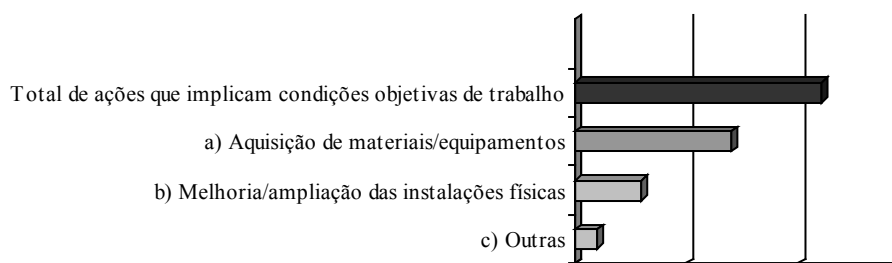 Total de ações que implicam condições objetivas de trabalho
a) Aquisição de materiais/equipamentos
b) Melhoria/ampliação das instalações físicas
c) Outras